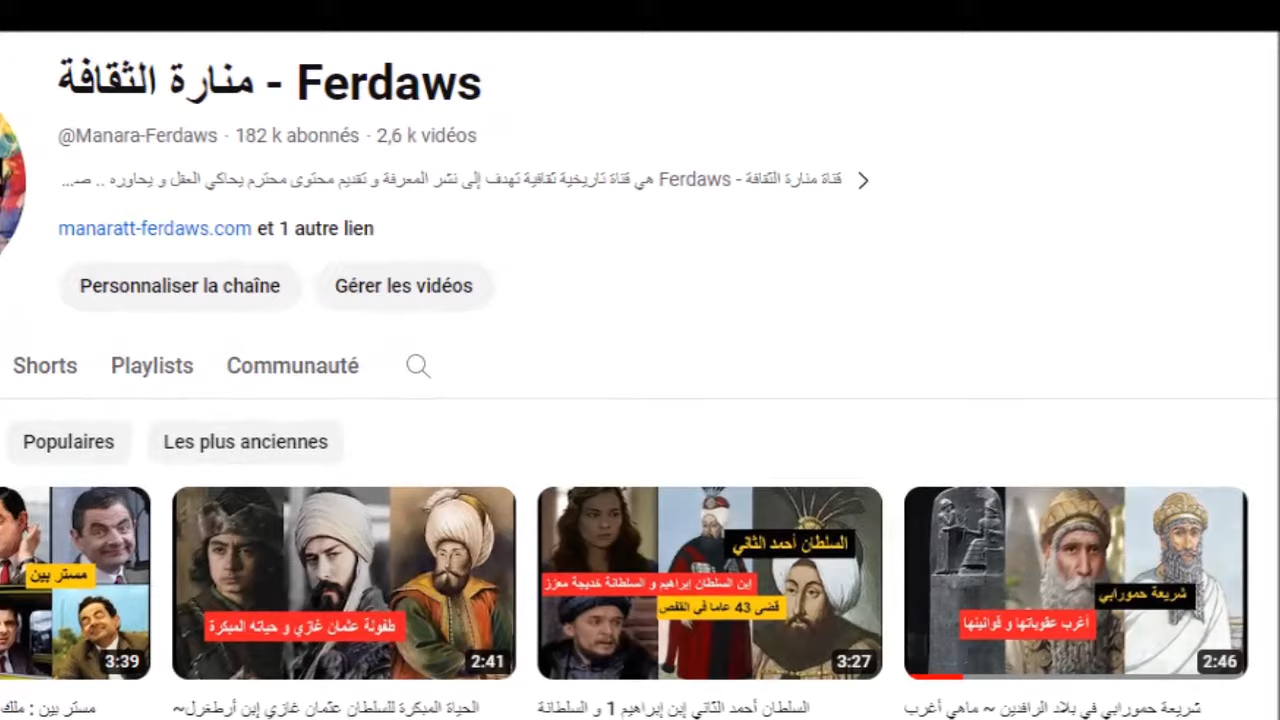 منارة الثقافة - Ferdaws
@Manara-Ferdaws · 182 k abonnés · 2,6 k vidéos
قناة منارة الثقافة - Ferdaws هي قناة تاريخية ثقافية تهدف إلى نشر المعرفة و تقديم محتوى محترم يحاكي العقل و يحاوره .. صـ...
manaratt-ferdaws.com et 1 autre lien
Personnaliser la chaîne
Gérer les vidéos
Shorts
Playlists
Communauté
Populaires
Les plus anciennes
مستر بين
3:39
طفولة عثمان غازي و حياته المبكرة
2:41
السلطان أحمد الثاني
إبن السلطان إبراهيم و السلطانة خديجة معزز
قضى 43 عاما في القفص
3:27
شريعة حمورابي
أغرب عقوباتها و قوانينها
2:46
مستر بين : ملك
الحياة المبكرة للسلطان عثمان غازي إبن أرطغرل~
السلطان أحمد الثاني إبن إبراهيم 1 و السلطانة
شريعة حمورابي في بلاد الرافدين ~ ماهي أغرب